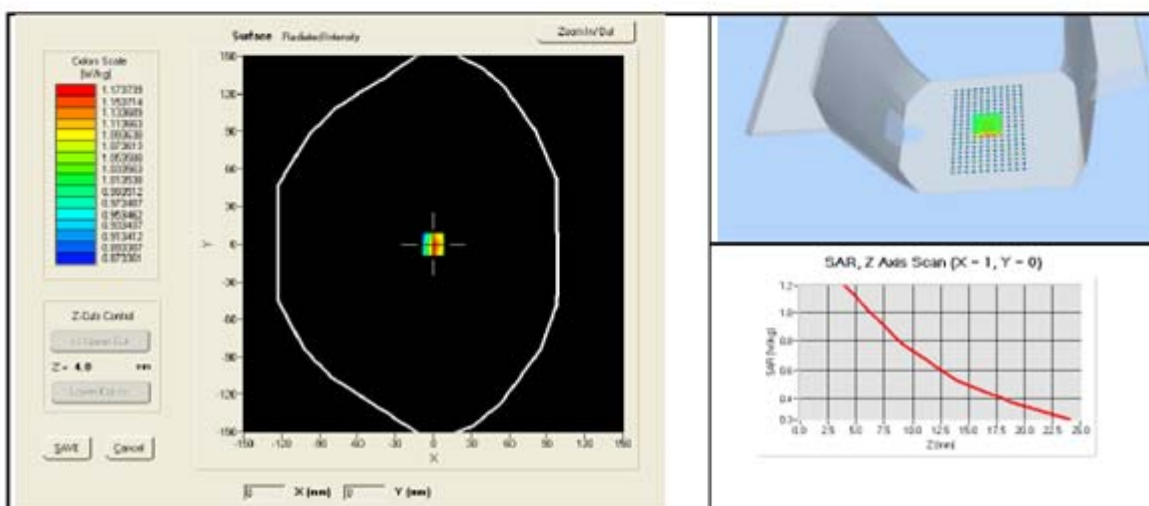 Surface Radiated Intensity
Zoom In/Out
Colors Scale
[W/kg]
1.173739
1.153714
1.133689
1.113663
1.093638
1.073613
1.053588
1.033563
1.013538
0.993512
0.973487
0.953462
0.933437
0.913412
0.893387
0.873361
150
120
90
60
30
0
-30
-60
-90
-120
-150
Y
-150 -120 -90 -60 -30 0 30 60 90 120 150
X
Z-Cuts Control
Z = 4.0 mm
SAVE Cancel
0 X (mm) 0 Y (mm)
SAR, Z Axis Scan (X = 1, Y = 0)
SAR (W/kg)
1.2
1.0
0.8
0.6
0.4
0.3
0.0 2.5 5.0 7.5 10.0 12.5 15.0 17.5 20.0 22.5 25.0
Z (mm)